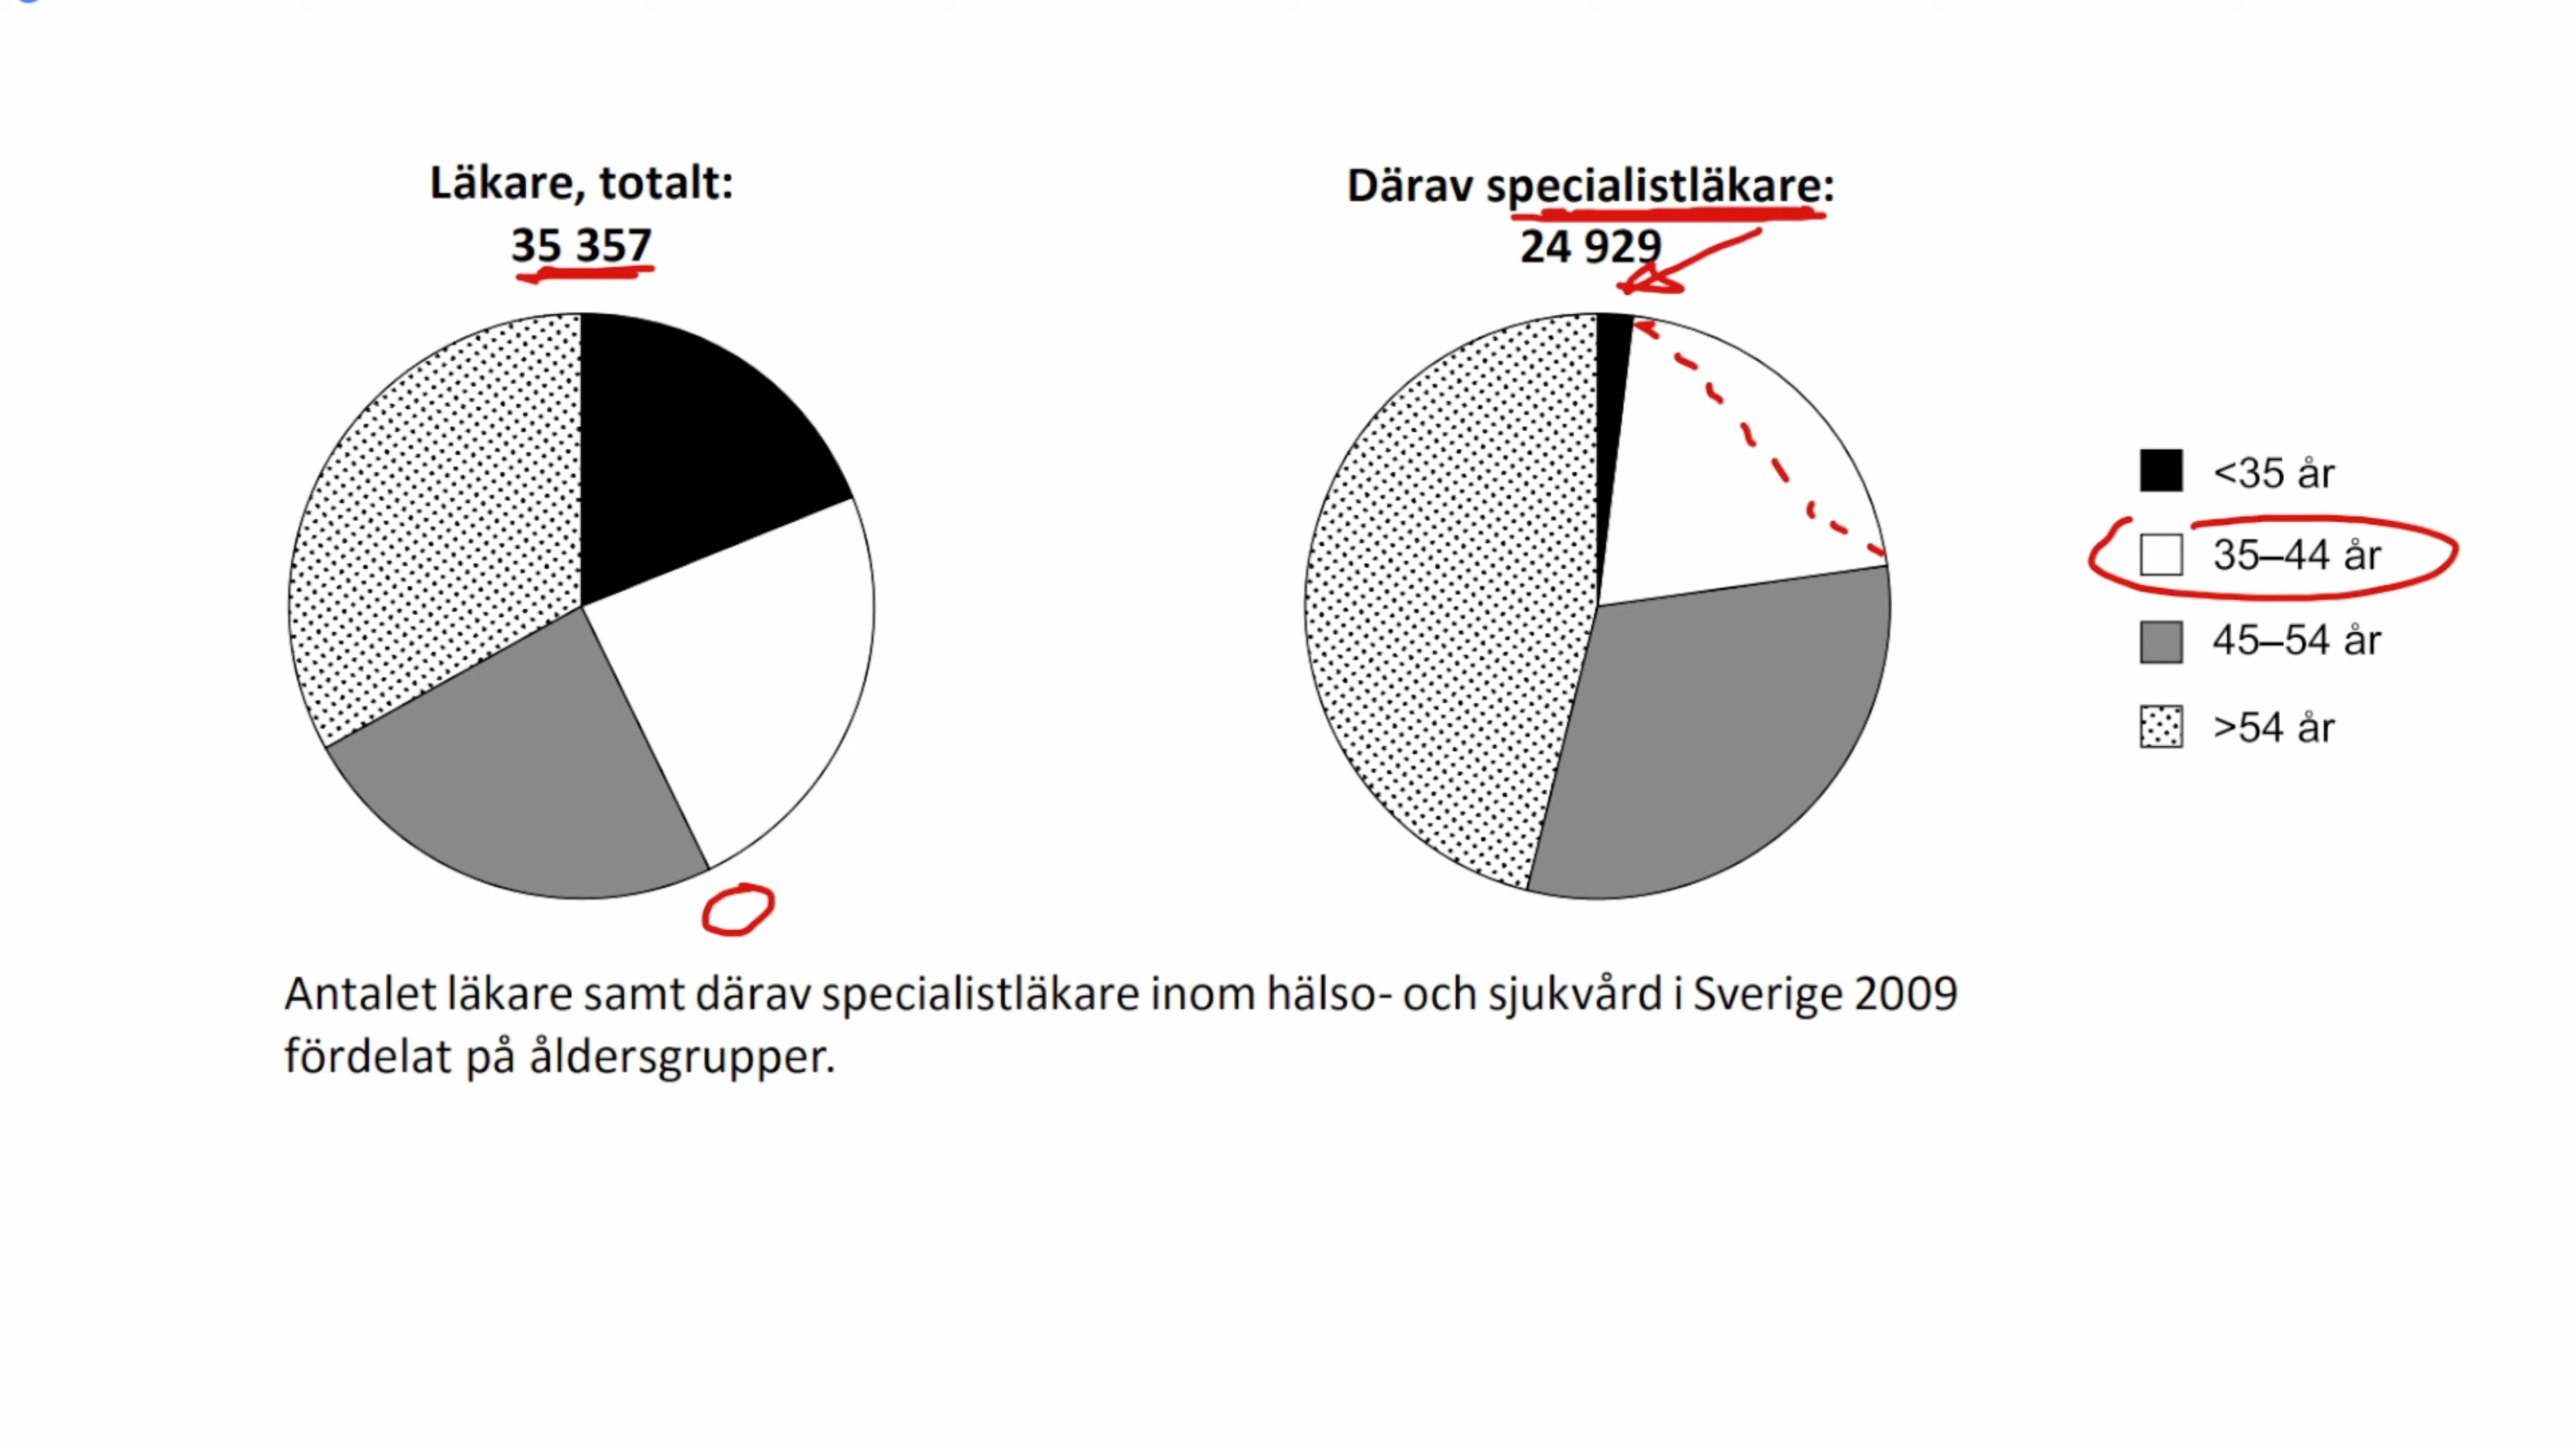 Läkare, totalt:
35 357
Därav specialistläkare:
24 929
<35 år
35–44 år
45–54 år
>54 år
Antalet läkare samt därav specialistläkare inom hälso- och sjukvård i Sverige 2009
fördelat på åldersgrupper.